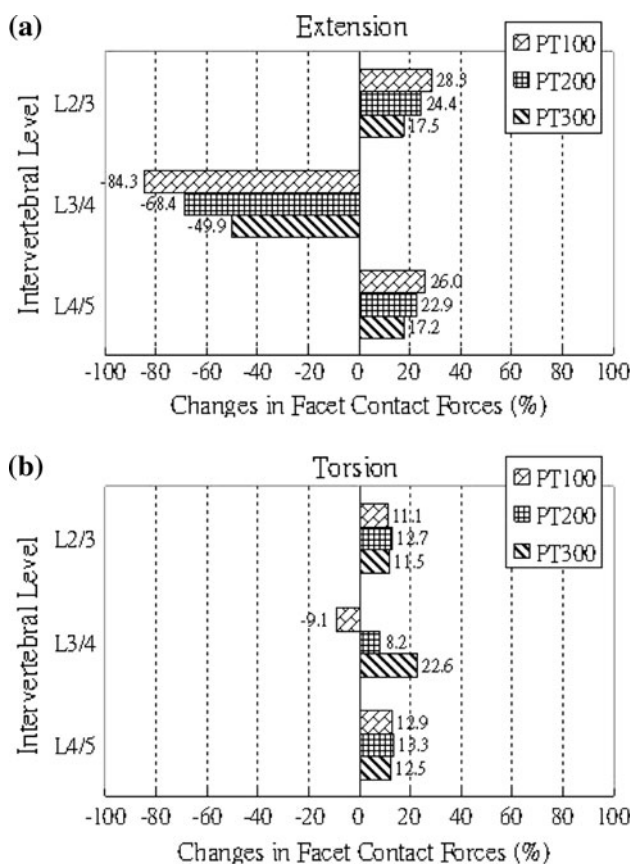 (a)
Extension
PT100
PT200
PT300
Intervertebral Level
L2/3
28.3
24.4
17.5
L3/4
-84.3
-68.4
-49.9
L4/5
26.0
22.9
17.2
-100 -80 -60 -40 -20 0 20 40 60 80 100
Changes in Facet Contact Forces (%)
(b)
Torsion
PT100
PT200
PT300
Intervertebral Level
L2/3
11.1
12.7
11.5
L3/4
-9.1
8.2
22.6
L4/5
12.9
13.3
12.5
-100 -80 -60 -40 -20 0 20 40 60 80 100
Changes in Facet Contact Forces (%)